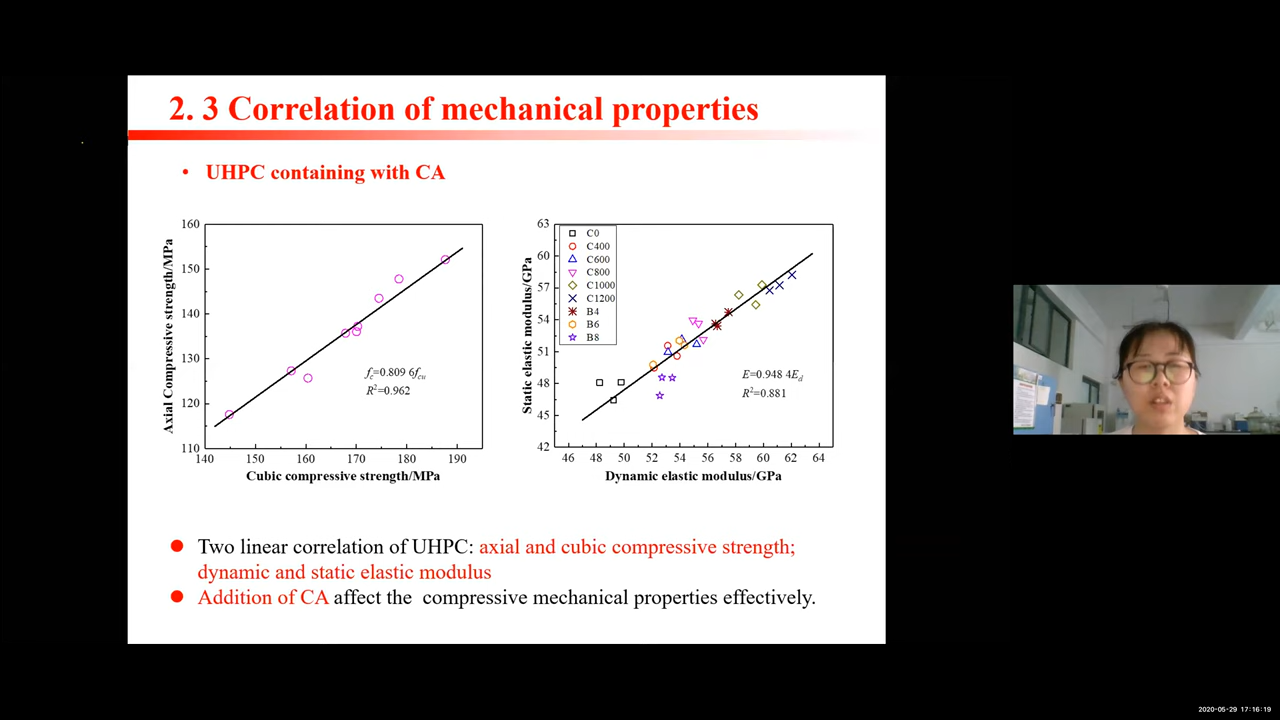 2. 3 Correlation of mechanical properties
• UHPC containing with CA
160
150
140
130
120
110
140 150 160 170 180 190
Axial Compressive strength/MPa
Cubic compressive strength/MPa
fc=0.809 6fcu
R²=0.962
63
60
57
54
51
48
45
42
46 48 50 52 54 56 58 60 62 64
Static elastic modulus/GPa
Dynamic elastic modulus/GPa
C0
C400
C600
C800
C1000
C1200
B4
B6
B8
E=0.948 4Ed
R²=0.881
● Two linear correlation of UHPC: axial and cubic compressive strength;
dynamic and static elastic modulus
● Addition of CA affect the compressive mechanical properties effectively.
2020-05-29 17:16:19